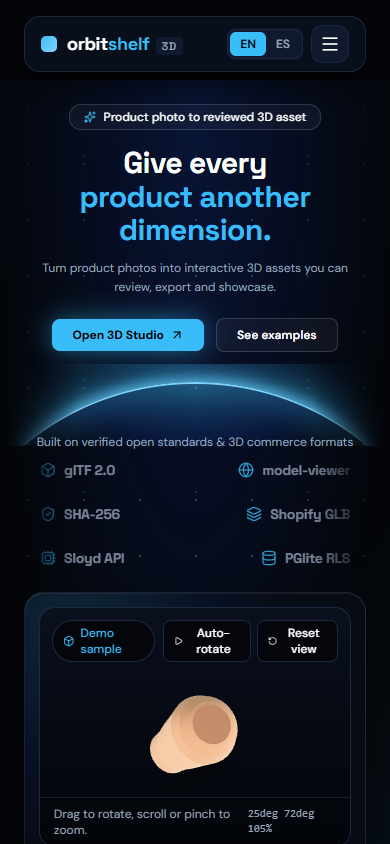 orbitshelf 3D EN ES
Product photo to reviewed 3D asset
Give every
product another
dimension.
Turn product photos into interactive 3D assets you can
review, export and showcase.
Open 3D Studio See examples
Built on verified open standards & 3D commerce formats
glTF 2.0 model-viewer
SHA-256 Shopify GLB
Sloyd API PGlite RLS
Demo sample Auto-rotate Reset view
Drag to rotate, scroll or pinch to
zoom.
25deg 72deg
105%